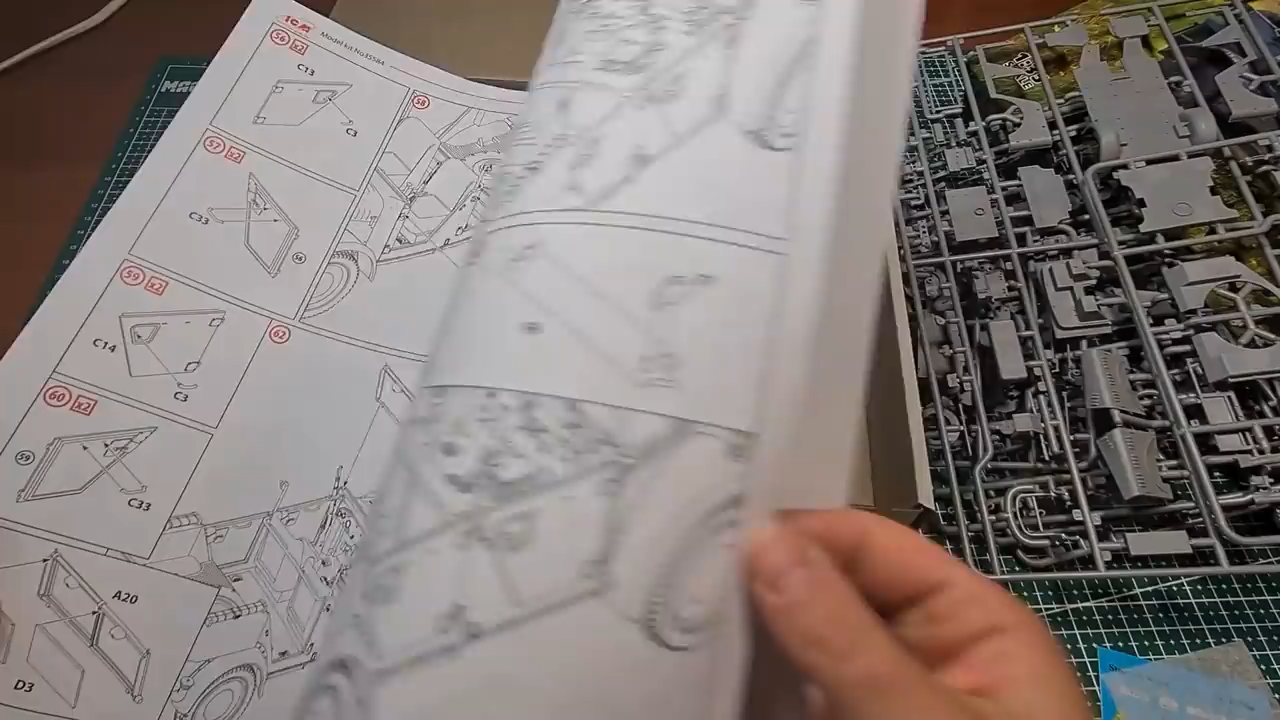 ICM Model kit No35584
56 x2
C13
C3
57 x2
C33
56
58
59 x2
C14
C3
60 x2
59
C33
62
A20
D3